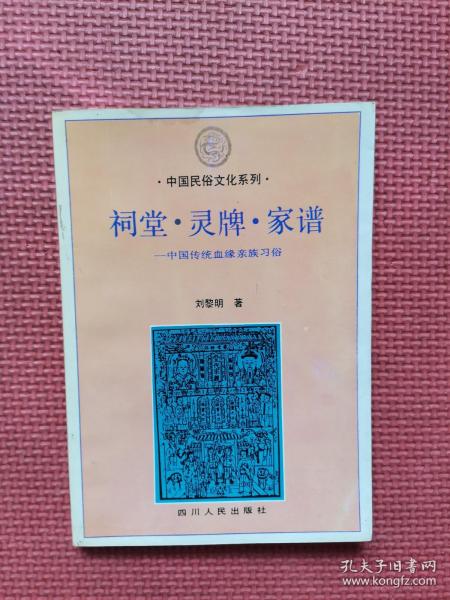 ·中国民俗文化系列·
祠堂·灵牌·家谱
—中国传统血缘亲族习俗
刘黎明 著
四川人民出版社
孔夫子旧书网
www.kongfz.com